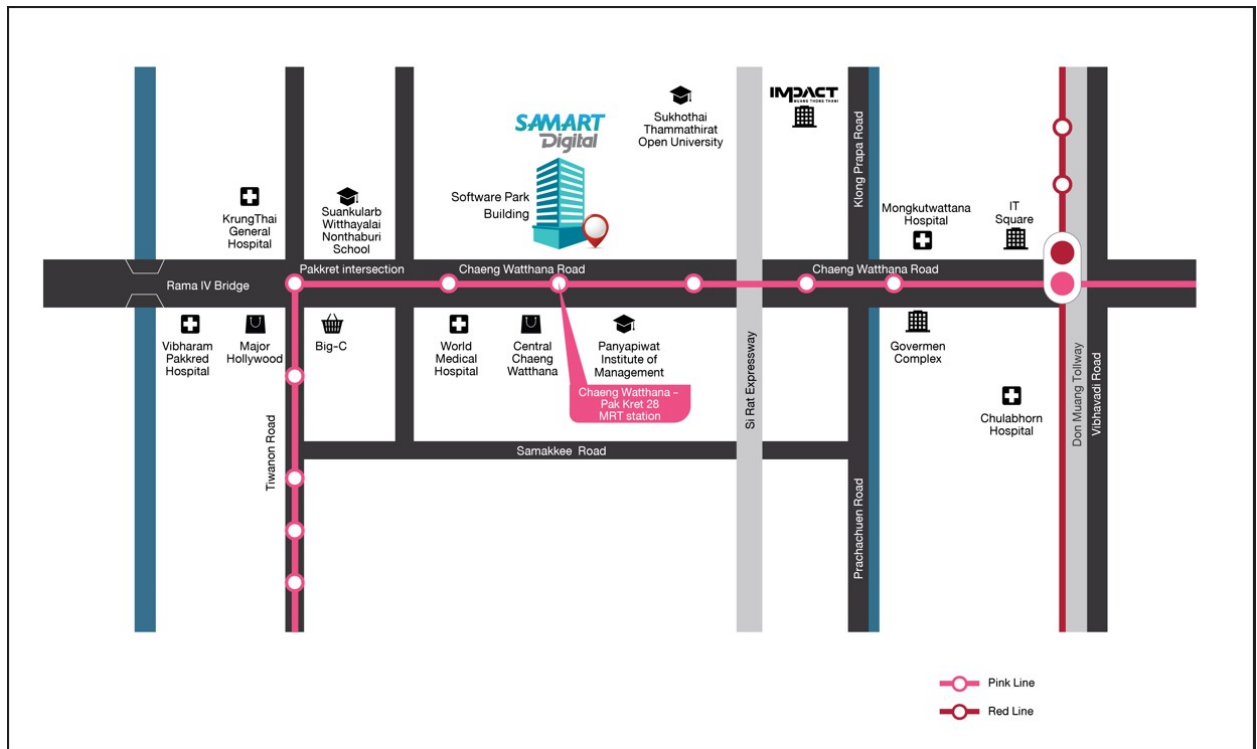 SAMART
Digital
Sukhothai
Thammathirat
Open University
IMPACT
MUANG THONG THANI
Klong Prapa Road
Software Park
Building
KrungThai
General
Hospital
Suankularb
Witthayalai
Nonthaburi
School
Mongkutwattana
Hospital
IT
Square
Pakkret intersection
Chaeng Watthana Road
Chaeng Watthana Road
Rama IV Bridge
Vibharam
Pakkred
Hospital
Major
Hollywood
Big-C
World
Medical
Hospital
Central
Chaeng
Watthana
Panyapiwat
Institute of
Management
Govermen
Complex
Chaeng Watthana -
Pak Kret 28
MRT station
Chulabhorn
Hospital
Si Rat Expressway
Don Muang Tollway
Vibhavadi Road
Tiwanon Road
Samakkee Road
Prachachuen Road
Pink Line
Red Line